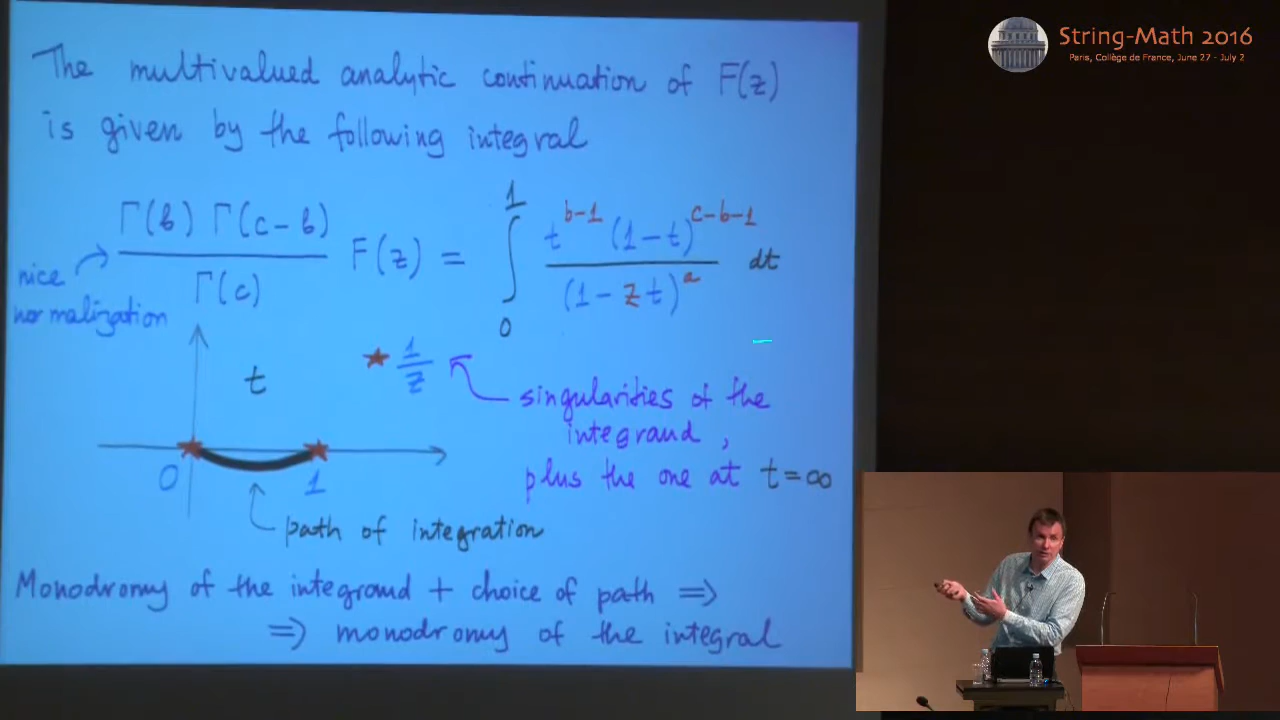 String-Math 2016
Paris, Collège de France, June 27 - July 2
The multivalued analytic continuation of F(z)
is given by the following integral
Γ(b) Γ(c-b)
Γ(c)
F(z) =
1
∫
0
t^{b-1} (1-t)^{c-b-1}
(1-zt)^a
dt
nice
normalization
t
1
z
singularities of the
integrand,
plus the one at t=∞
0
1
path of integration
Monodromy of the integrand + choice of path ⇒
⇒ monodromy of the integral